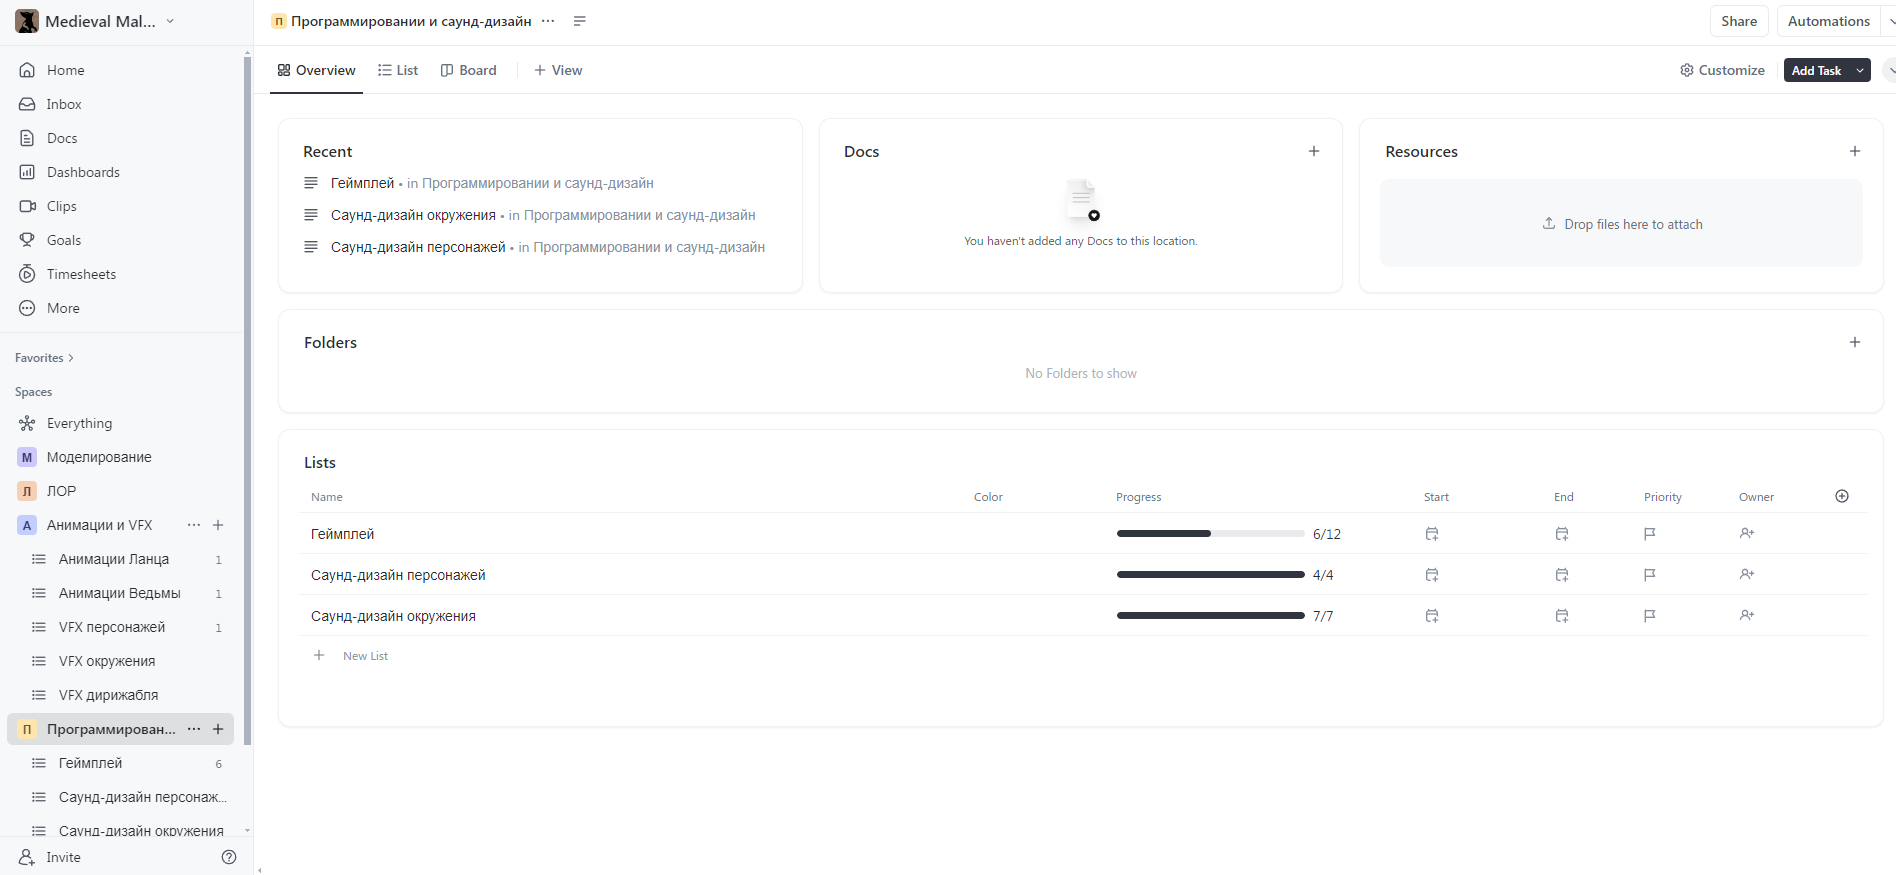 Medieval Mal...
Home
Inbox
Docs
Dashboards
Clips
Goals
Timesheets
More
Favorites
Spaces
Everything
М Моделирование
Л ЛОР
А Анимации и VFX
Анимации Ланца 1
Анимации Ведьмы 1
VFX персонажей 1
VFX окружения
VFX дирижабля
П Программирован...
Геймплей 6
Саунд-дизайн персонаж...
Саунд-дизайн окружения
Invite
П Программировании и саунд-дизайн
Share Automations
Overview List Board + View
Customize Add Task
Recent
Геймплей • in Программировании и саунд-дизайн
Саунд-дизайн окружения • in Программировании и саунд-дизайн
Саунд-дизайн персонажей • in Программировании и саунд-дизайн
Docs
You haven't added any Docs to this location.
Resources
Drop files here to attach
Folders
No Folders to show
Lists
Name Color Progress Start End Priority Owner
Геймплей 6/12
Саунд-дизайн персонажей 4/4
Саунд-дизайн окружения 7/7
+ New List